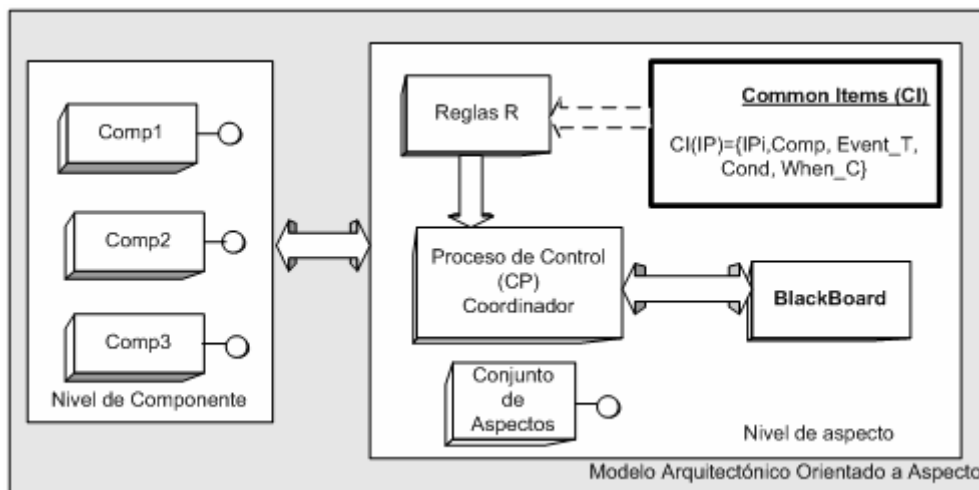 Comp1
Comp2
Comp3
Nivel de Componente
Reglas R
Common Items (CI)
CI(IP)={IPi,Comp, Event_T,
Cond, When_C}
Proceso de Control
(CP)
Coordinador
BlackBoard
Conjunto
de
Aspectos
Nivel de aspecto
Modelo Arquitectónico Orientado a Aspecto